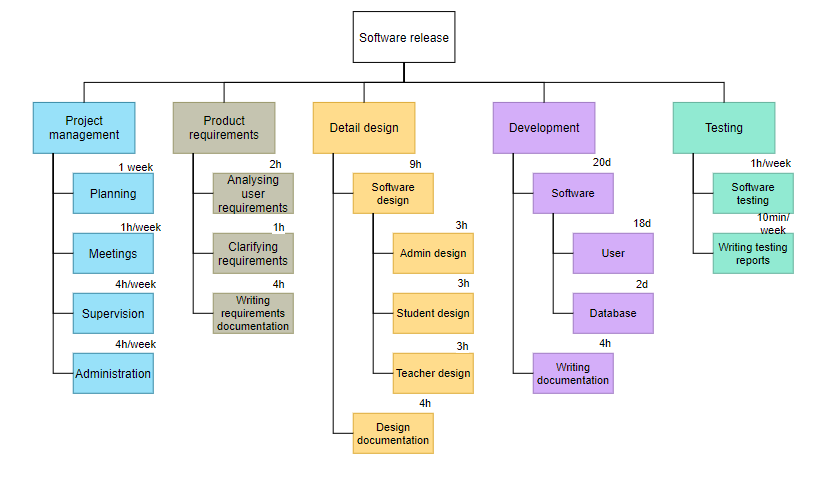 Software release
Project
management
Product
requirements
Detail design
Development
Testing
1 week
Planning
1h/week
Meetings
4h/week
Supervision
4h/week
Administration
2h
Analysing
user
requirements
1h
Clarifying
requirements
4h
Writing
requirements
documentation
9h
Software
design
3h
Admin design
3h
Student design
3h
Teacher design
4h
Design
documentation
20d
Software
18d
User
2d
Database
4h
Writing
documentation
1h/week
Software
testing
10min/
week
Writing testing
reports